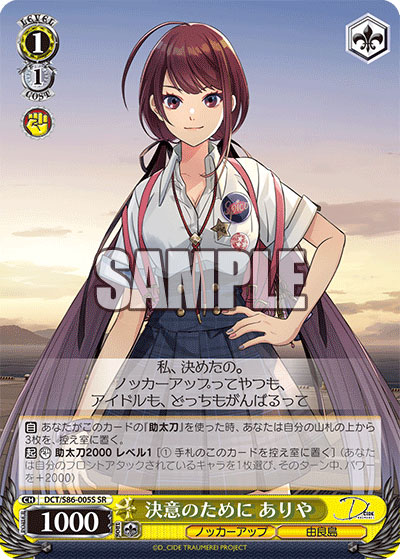 LEVEL
1
1
COST
Spice
SAMPLE
私、決めたの。
ノッカーアップってやつも、
アイドルも、どっちもがんばるって
自 あなたがこのカードの『助太刀』を使った時、あなたは自分の山札の上から
3枚を、控え室に置く。
起 助太刀2000 レベル1 [① 手札のこのカードを控え室に置く] (あなたは自
分のフロントアタックされているキャラを1枚選び、そのターン中、パワー
を+2000)
CH DCT/S86-005S SR
POWER 1000 決意のために ありや D_CIDE TRAUMEREI
ノッカーアップ 由良島
©D_CIDE TRAUMEREI PROJECT